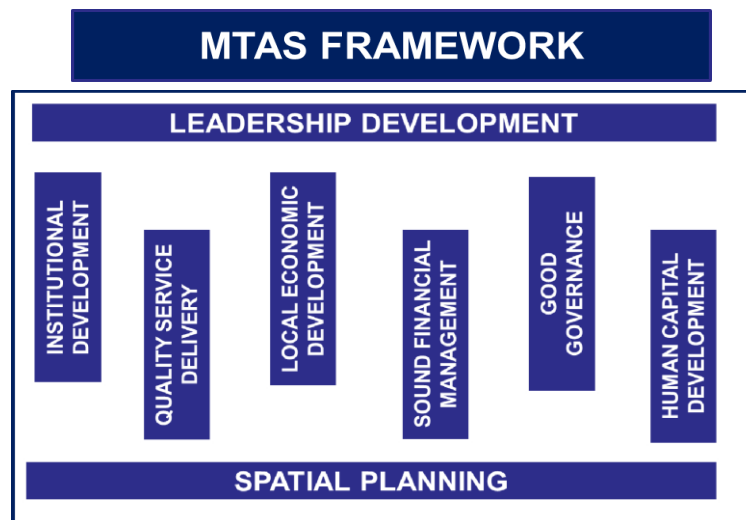 MTAS FRAMEWORK
LEADERSHIP DEVELOPMENT
INSTITUTIONAL
DEVELOPMENT
QUALITY SERVICE
DELIVERY
LOCAL ECONOMIC
DEVELOPMENT
SOUND FINANCIAL
MANAGEMENT
GOOD
GOVERNANCE
HUMAN CAPITAL
DEVELOPMENT
SPATIAL PLANNING